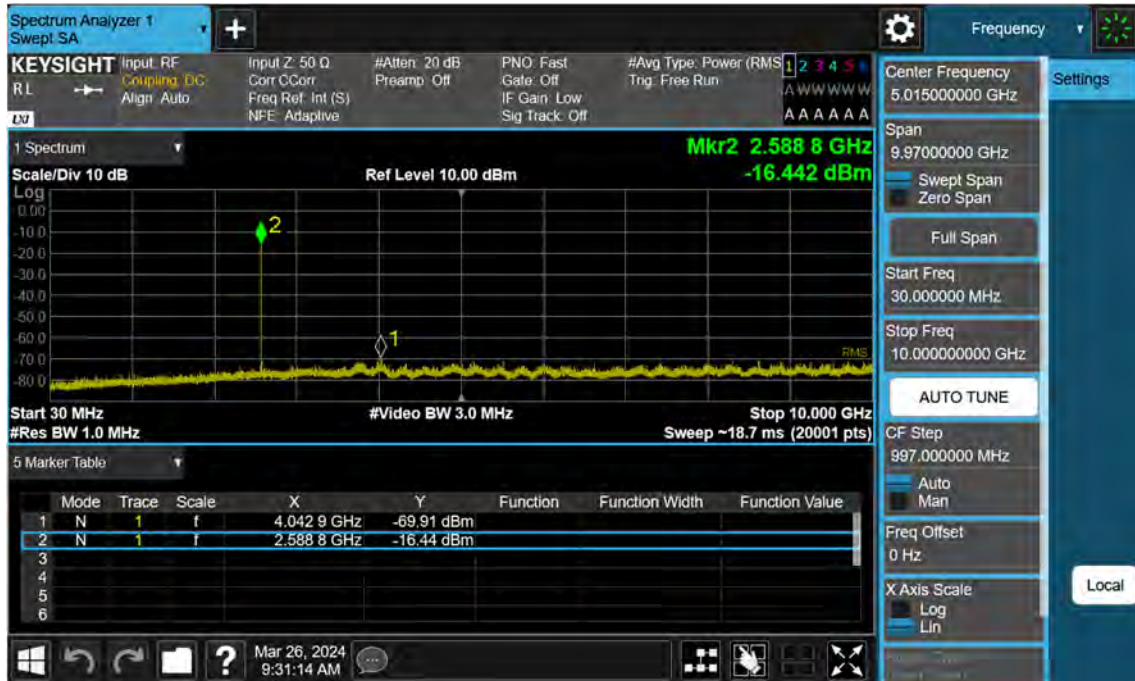 Spectrum Analyzer 1
Swept SA
Frequency
KEYSIGHT
RL
LXI
Input: RF
Coupling: DC
Align: Auto
Input Z: 50 Ω
Corr CCorr
Freq Ref: Int (S)
NFE: Adaptive
#Atten: 20 dB
Preamp: Off
PNO: Fast
Gate: Off
IF Gain: Low
Sig Track: Off
#Avg Type: Power (RMS
Trig: Free Run
1 2 3 4 5 6
A W W W W W
A A A A A A
1 Spectrum
Mkr2 2.588 8 GHz
Scale/Div 10 dB
Ref Level 10.00 dBm
-16.442 dBm
Log
0.00
-10.0
-20.0
-30.0
-40.0
-50.0
-60.0
-70.0
-80.0
2
1
RMS
Start 30 MHz
#Video BW 3.0 MHz
Stop 10.000 GHz
#Res BW 1.0 MHz
Sweep ~18.7 ms (20001 pts)
5 Marker Table
Mode Trace Scale X Y Function Function Width Function Value
1 N 1 f 4.042 9 GHz -69.91 dBm
2 N 1 f 2.588 8 GHz -16.44 dBm
3
4
5
6
?
Mar 26, 2024
9:31:14 AM
Center Frequency
5.015000000 GHz
Settings
Span
9.97000000 GHz
Swept Span
Zero Span
Full Span
Start Freq
30.000000 MHz
Stop Freq
10.000000000 GHz
AUTO TUNE
CF Step
997.000000 MHz
Auto
Man
Freq Offset
0 Hz
X Axis Scale
Log
Lin
Local